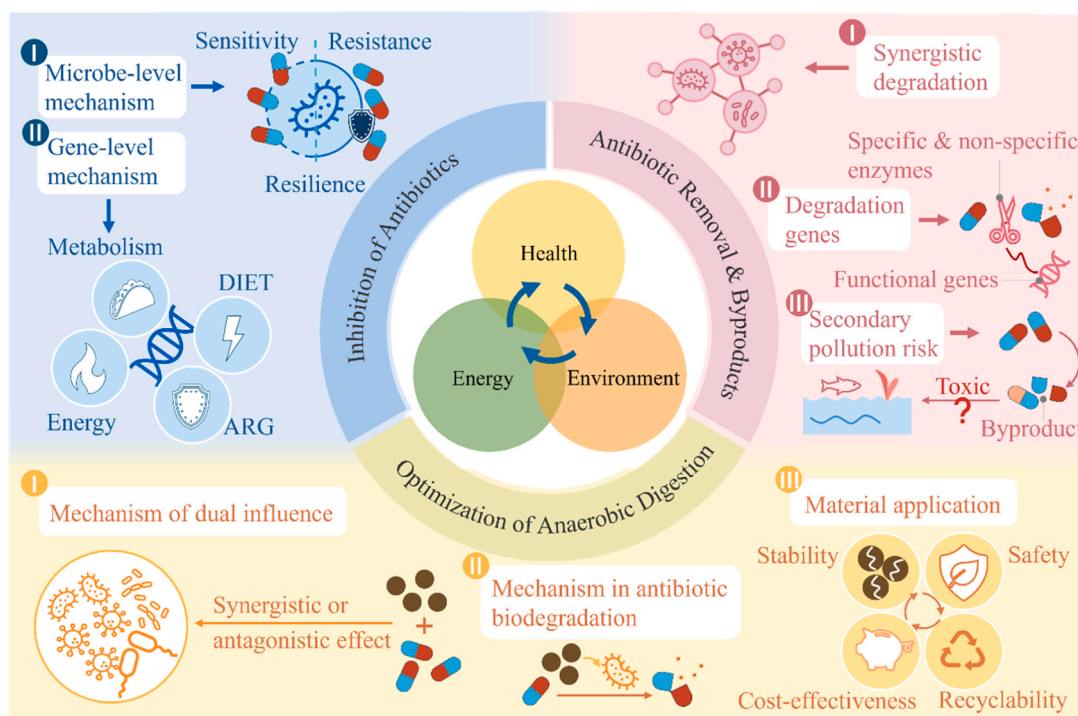 I
Microbe-level
mechanism
II
Gene-level
mechanism
Sensitivity
Resistance
Resilience
Metabolism
DIET
Energy
ARG
Inhibition of Antibiotics
Antibiotic Removal & Byproducts
Optimization of Anaerobic Digestion
Health
Energy
Environment
I
Synergistic
degradation
Specific & non-specific
enzymes
II
Degradation
genes
Functional genes
III
Secondary
pollution risk
Toxic
?
Byproduct
I
Mechanism of dual influence
Synergistic or
antagonistic effect
+
II
Mechanism in antibiotic
biodegradation
III
Material application
Stability
Safety
Cost-effectiveness
Recyclability